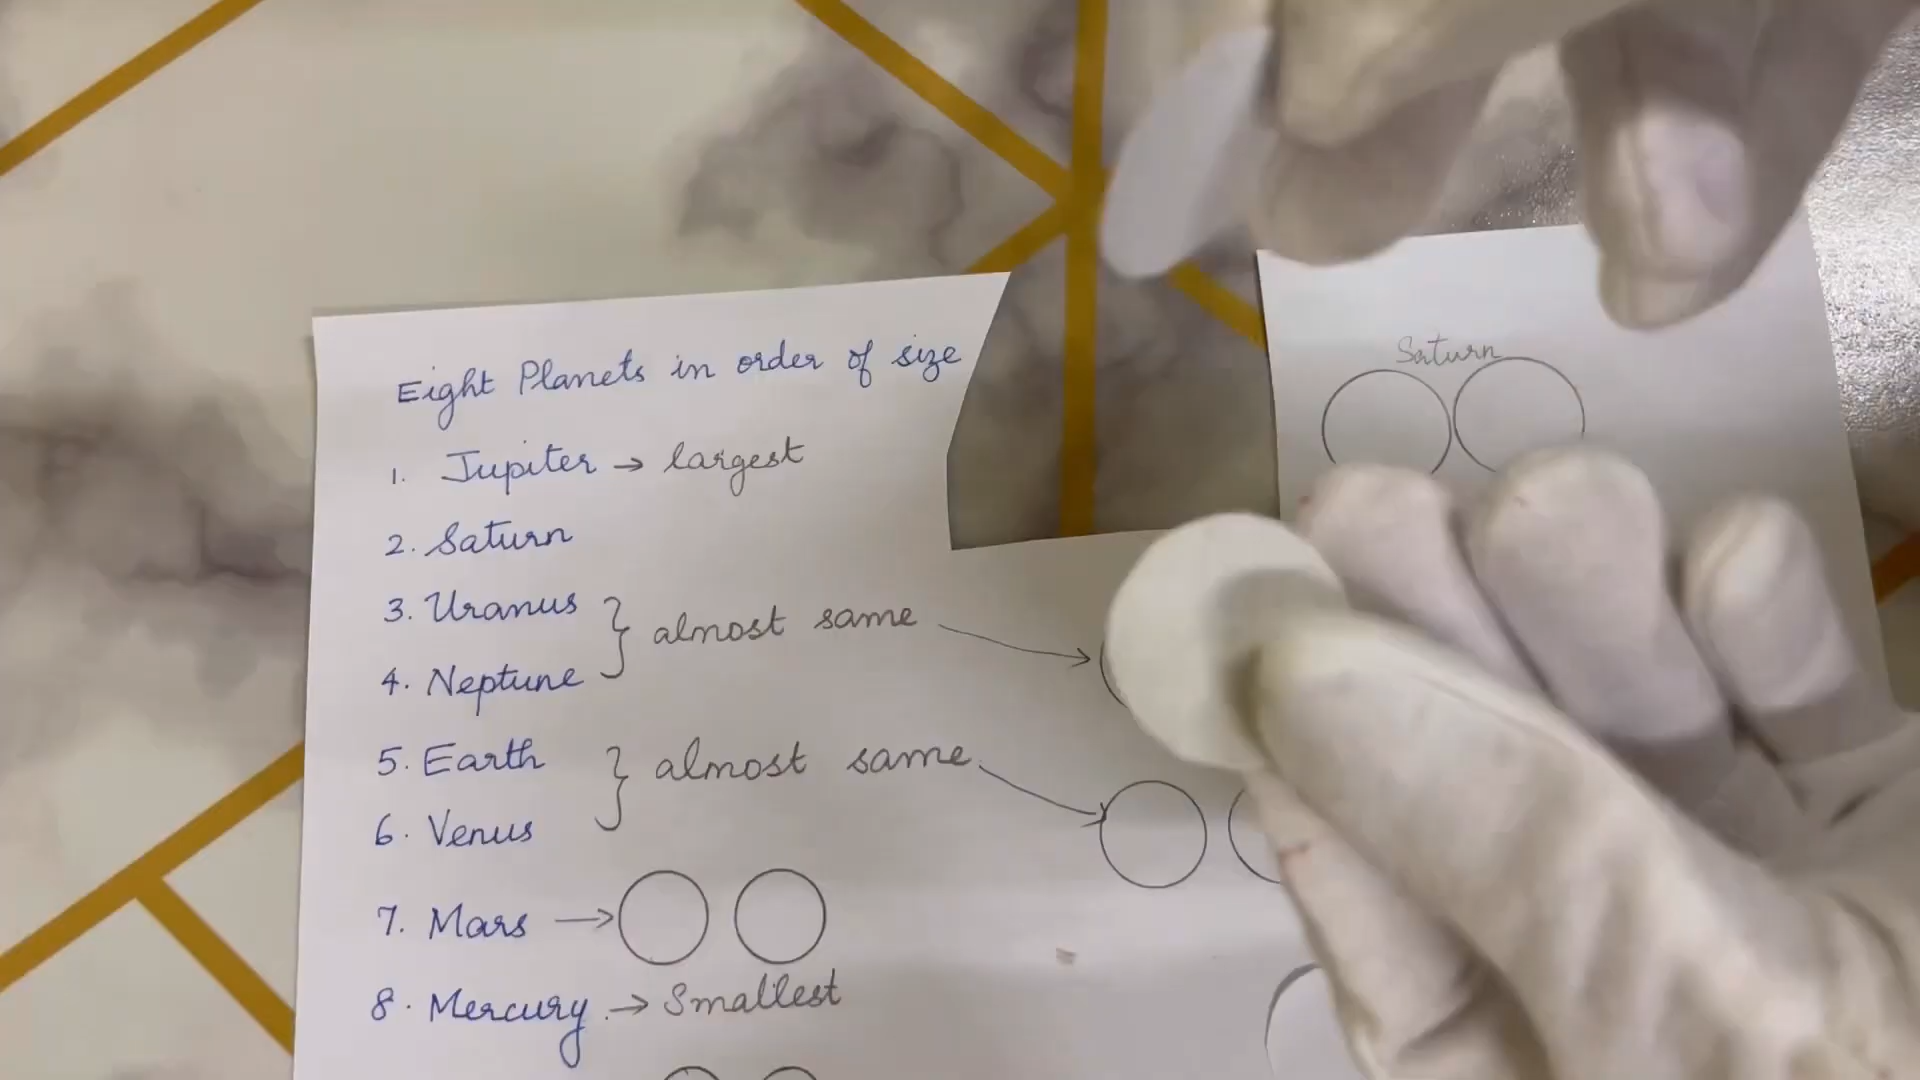 Eight Planets in order of size
1. Jupiter → largest
2. Saturn
3. Uranus
4. Neptune } almost same →
5. Earth
6. Venus } almost same →
7. Mars →
8. Mercury → Smallest
Saturn